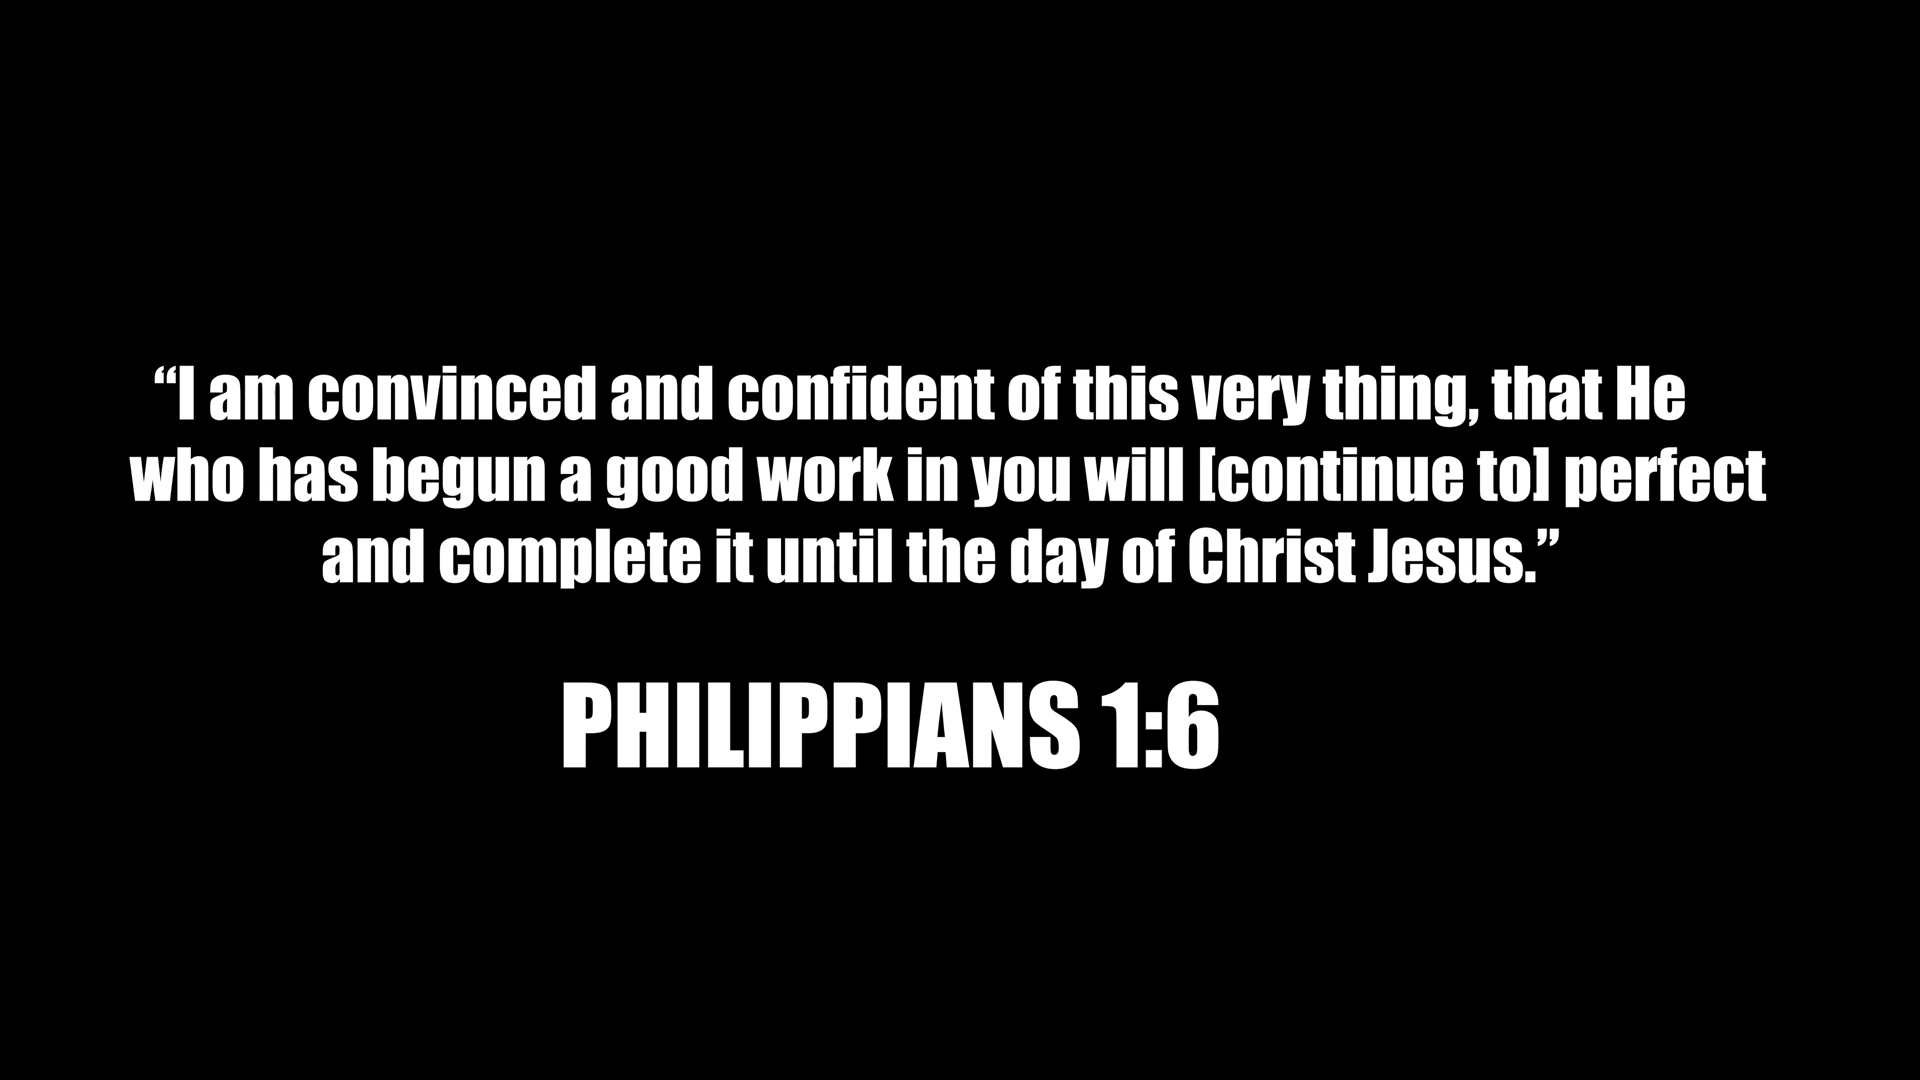 “I am convinced and confident of this very thing, that He
who has begun a good work in you will [continue to] perfect
and complete it until the day of Christ Jesus.”
PHILIPPIANS 1:6